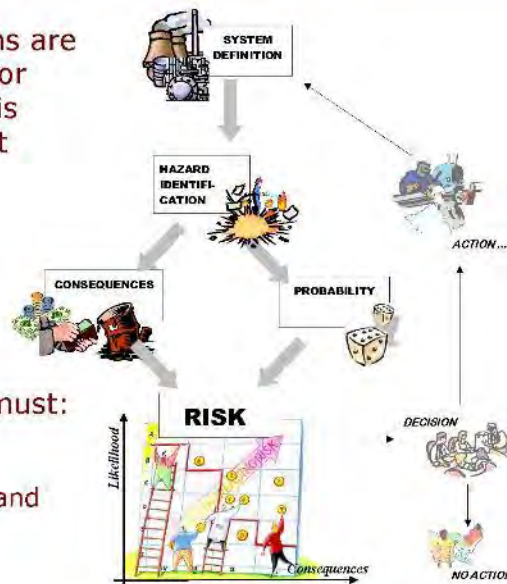 ns are
or
is
t
must:
and
SYSTEM
DEFINITION
HAZARD
IDENTIFI-
CATION
CONSEQUENCES
PROBABILITY
RISK
Likelihood
Consequences
ACTION...
DECISION
NO ACTION